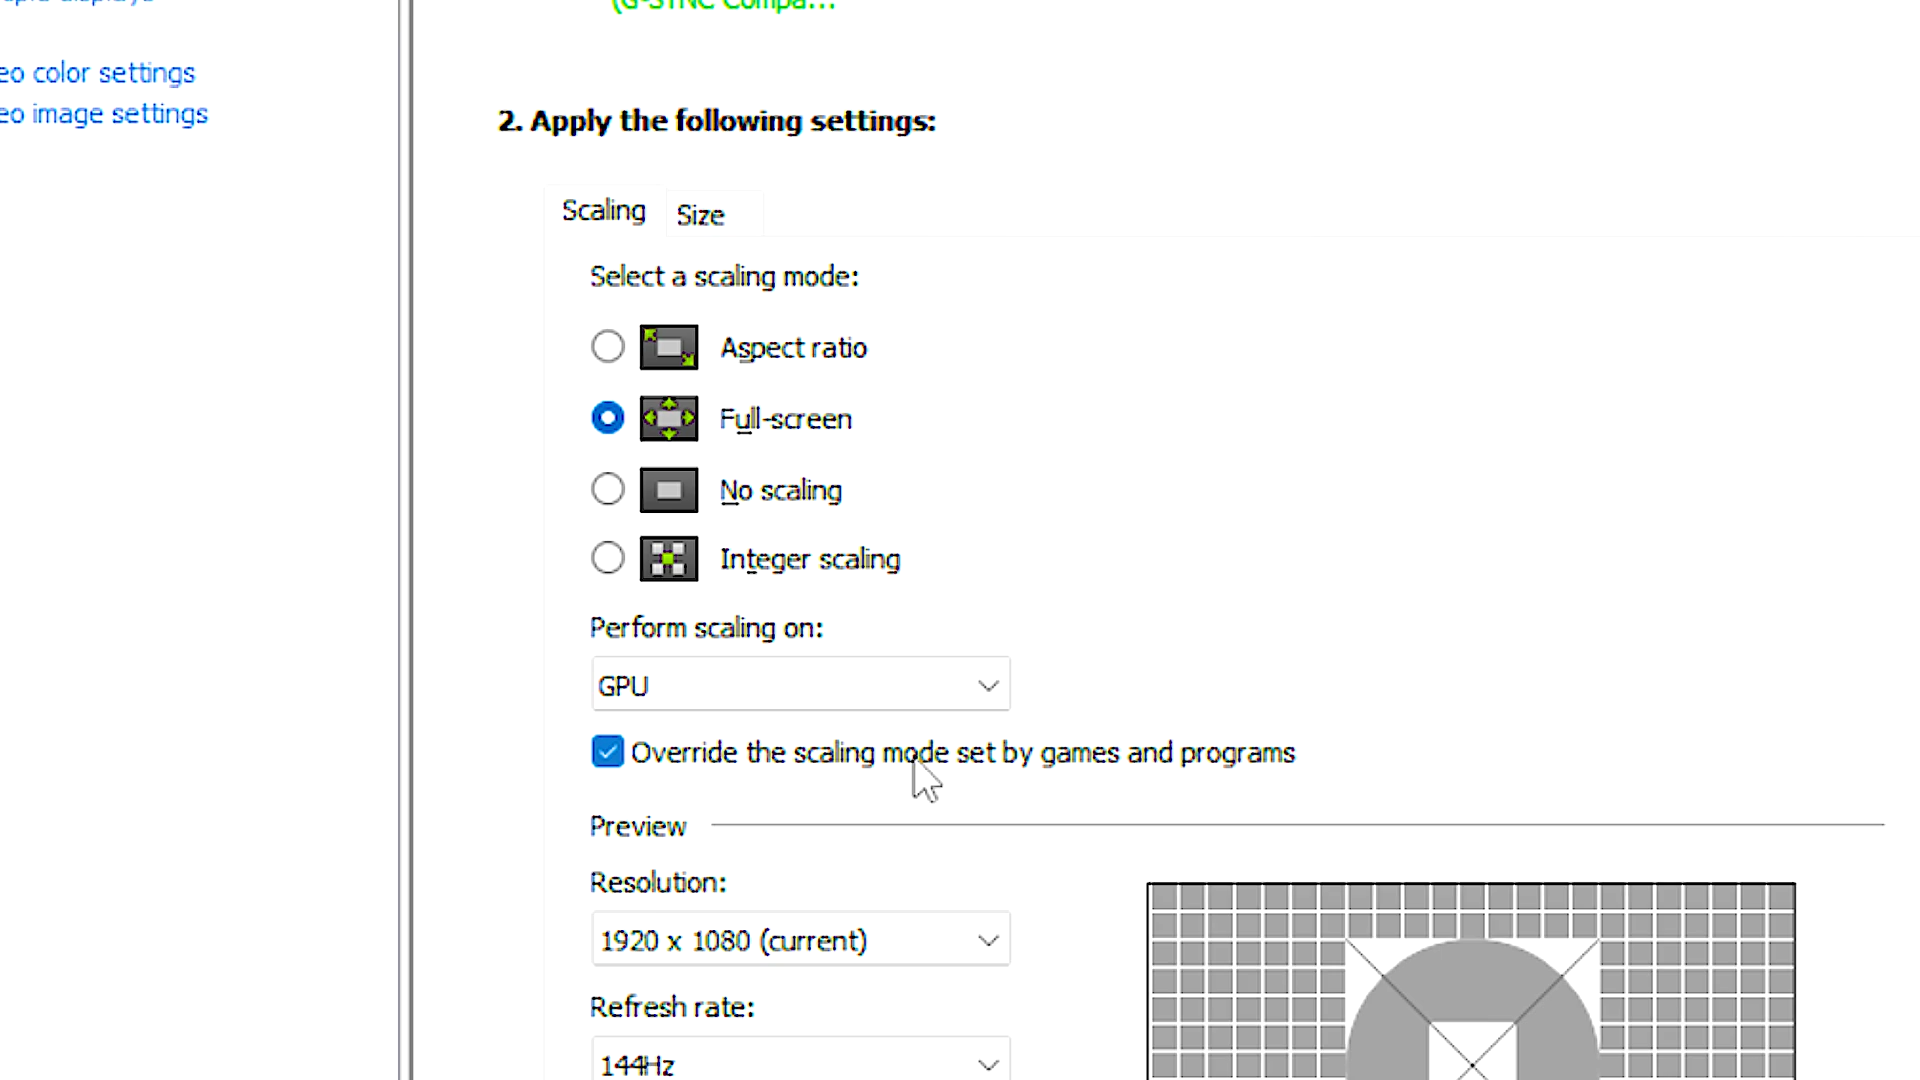 (G-SYNC Compa...
eo color settings
eo image settings
2. Apply the following settings:
Scaling
Size
Select a scaling mode:
Aspect ratio
Full-screen
No scaling
Integer scaling
Perform scaling on:
GPU
Override the scaling mode set by games and programs
Preview
Resolution:
1920 x 1080 (current)
Refresh rate:
144Hz